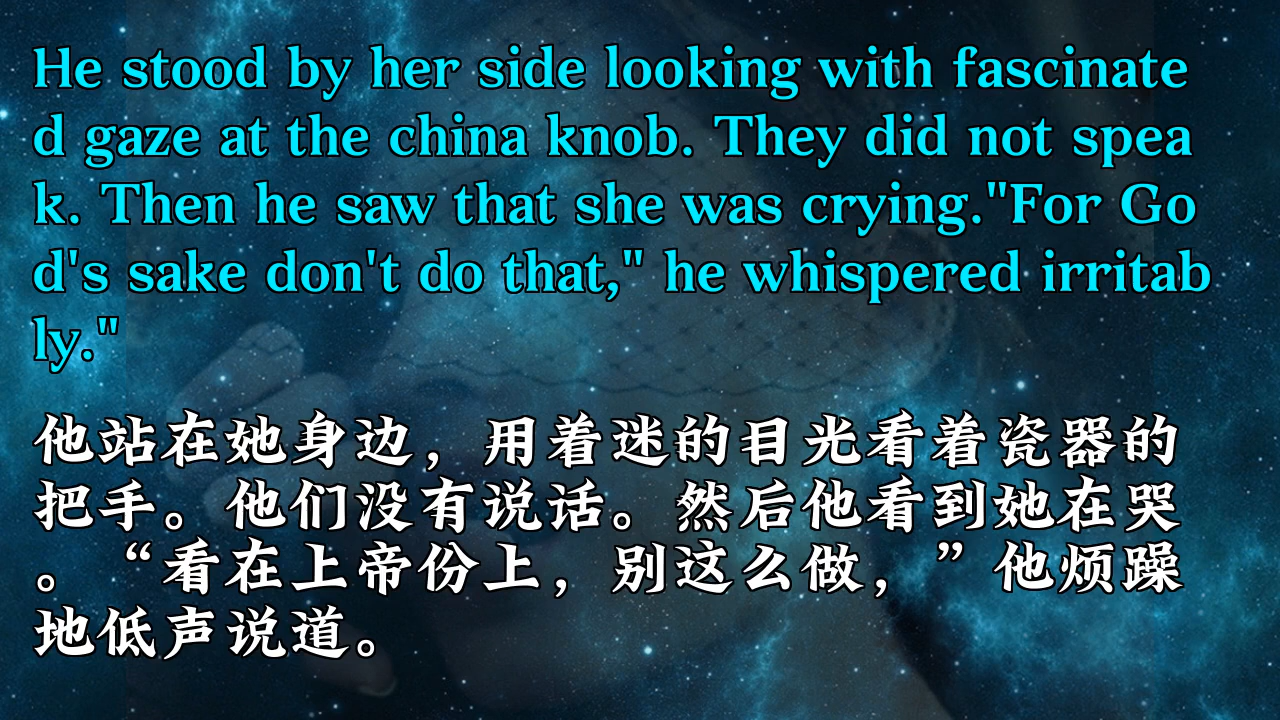 He stood by her side looking with fascinate
d gaze at the china knob. They did not spea
k. Then he saw that she was crying."For Go
d's sake don't do that," he whispered irritab
ly."
他站在她身边，用着迷的目光看着瓷器的
把手。他们没有说话。然后他看到她在哭
。“看在上帝份上，别这么做，”他烦躁
地低声说道。